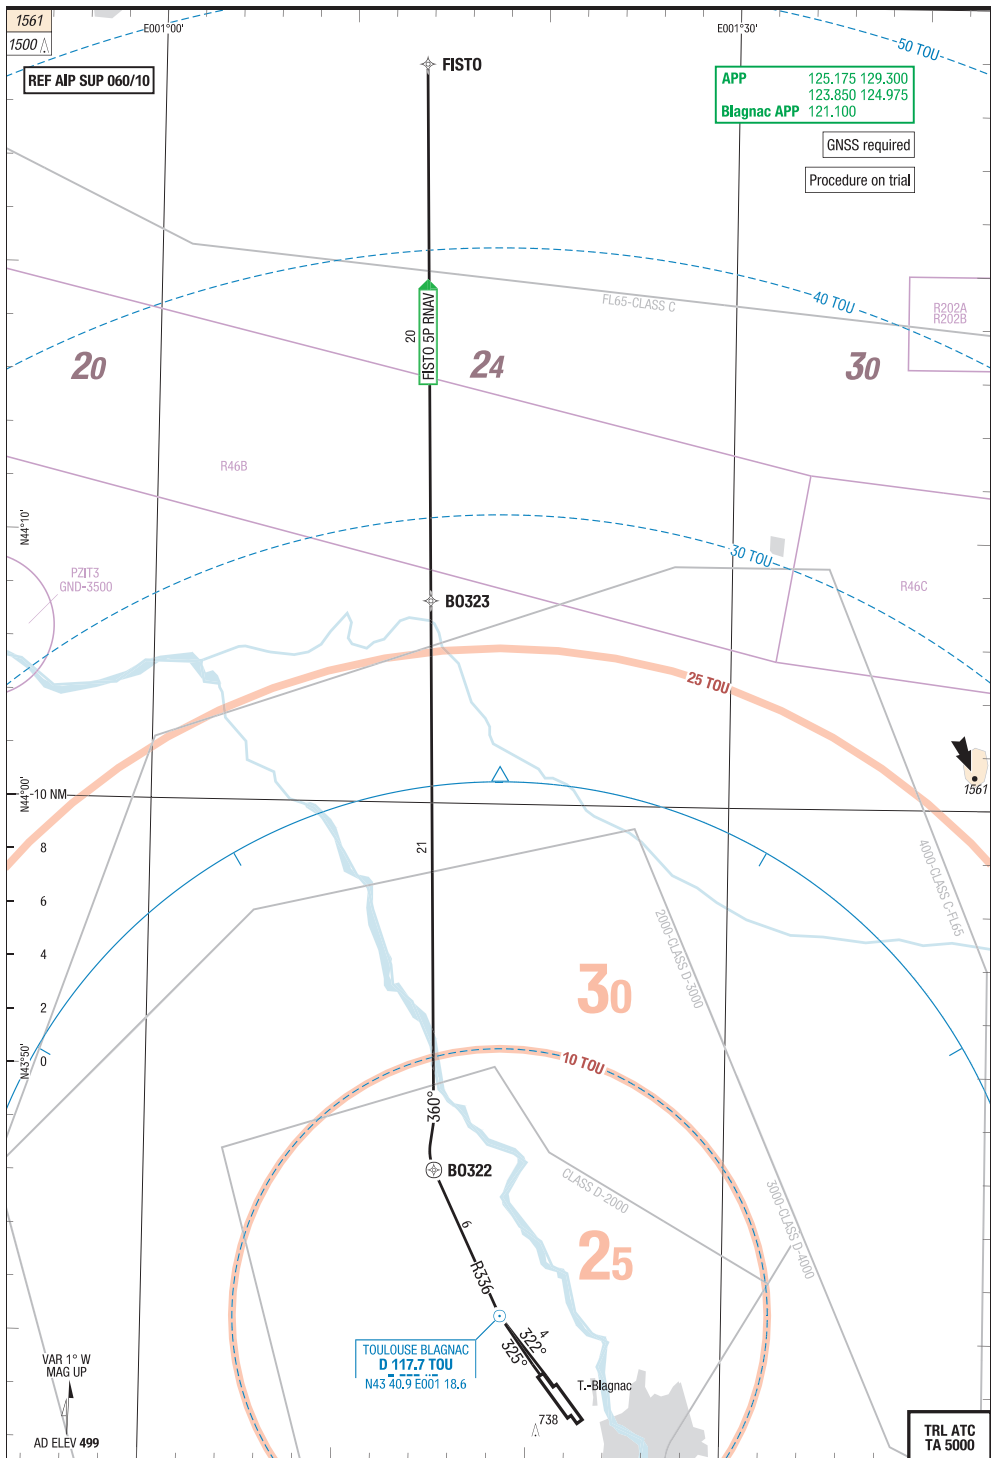 1561
1500
E001°00'
E001°30'
50 TOU
REF AIP SUP 060/10
FISTO
APP 125.175 129.300
123.850 124.975
Blagnac APP 121.100
GNSS required
Procedure on trial
FL65-CLASS C
40 TOU
R202A
R202B
20
FISTO 5P RNAV
20
24
30
R46B
N44°10'
30 TOU
PZIT3
GND-3500
R46C
B0323
25 TOU
N44°00'
10 NM
1561
8
21
4000-CLASS C-FL65
6
2000-CLASS D-3000
4
30
2
N43°50'
0
10 TOU
360°
B0322
CLASS D-2000
3000-CLASS D-4000
6
25
R336
4
322°
325°
TOULOUSE BLAGNAC
D 117.7 TOU
N43 40.9 E001 18.6
VAR 1° W
MAG UP
T.-Blagnac
738
AD ELEV 499
TRL ATC
TA 5000